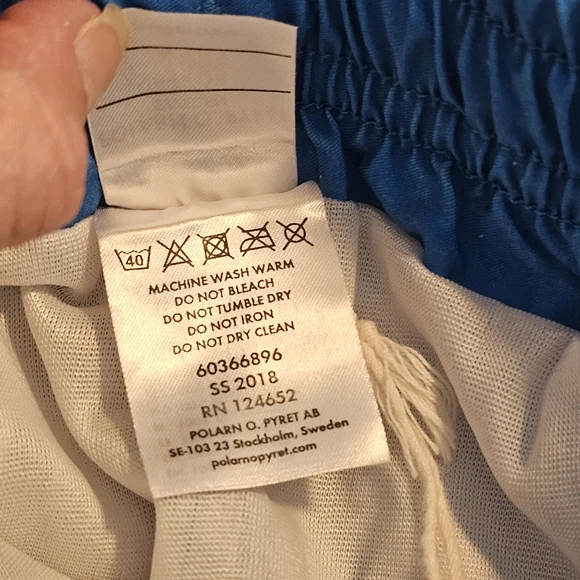 40
MACHINE WASH WARM
DO NOT BLEACH
DO NOT TUMBLE DRY
DO NOT IRON
DO NOT DRY CLEAN
60366896
SS 2018
RN 124652
POLARN O. PYRET AB
SE-103 23 Stockholm, Sweden
polarnopyret.com